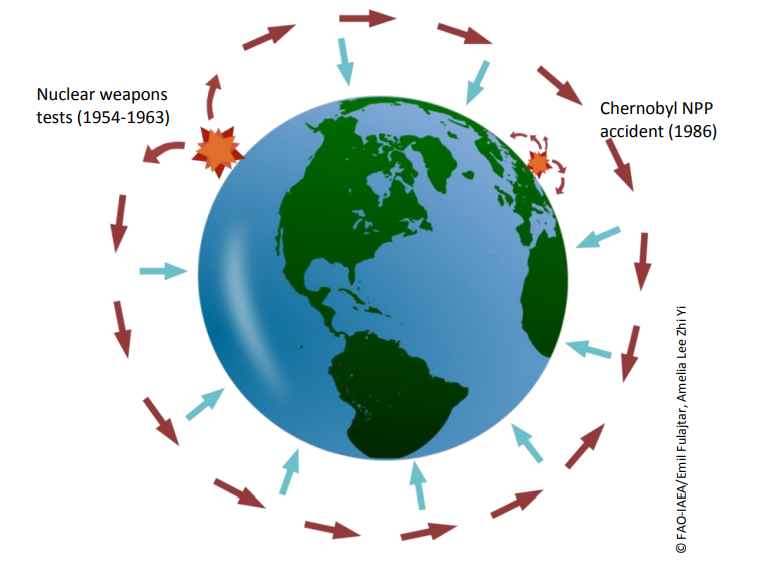 Nuclear weapons
tests (1954-1963)
Chernobyl NPP
accident (1986)
© FAO-IAEA/Emil Fulajtar, Amelia Lee Zhi Yi